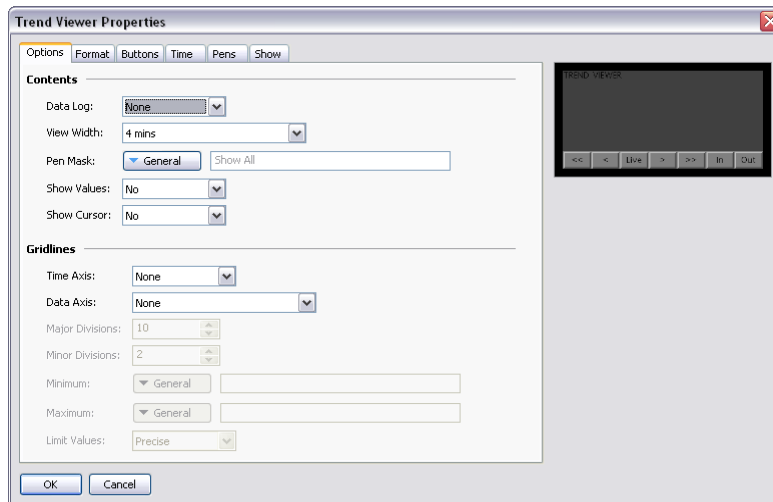 Trend Viewer Properties
Options Format Buttons Time Pens Show
Contents
Data Log: None
View Width: 4 mins
Pen Mask: General Show All
Show Values: No
Show Cursor: No
Gridlines
Time Axis: None
Data Axis: None
Major Divisions: 10
Minor Divisions: 2
Minimum: General
Maximum: General
Limit Values: Precise
OK Cancel
TREND VIEWER
<< < Live > >> In Out